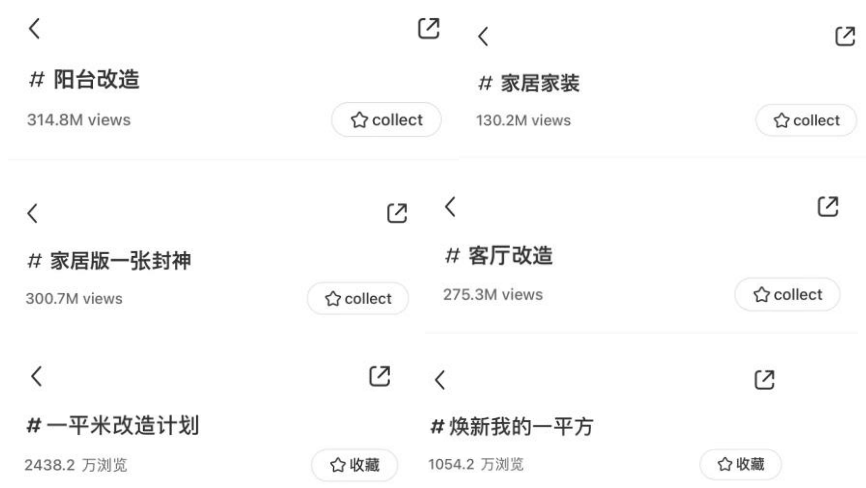 # 阳台改造
314.8M views
collect
# 家居家装
130.2M views
collect
# 家居版一张封神
300.7M views
collect
# 客厅改造
275.3M views
collect
#一平米改造计划
2438.2 万浏览
收藏
#焕新我的一平方
1054.2 万浏览
收藏